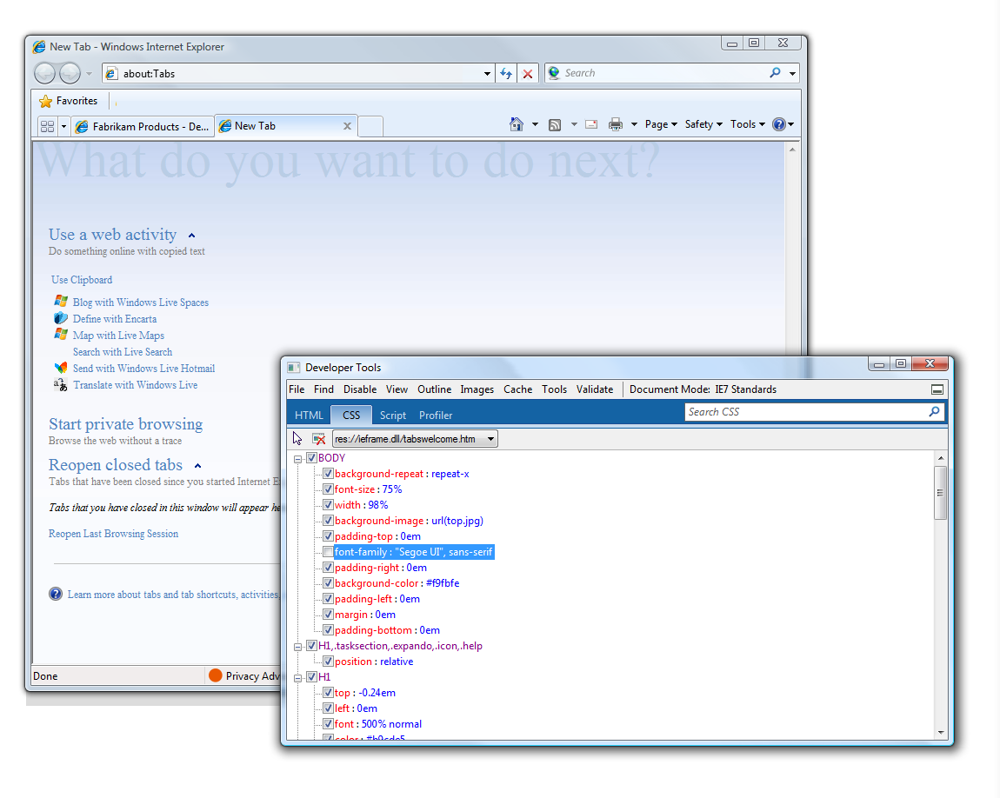 New Tab - Windows Internet Explorer
about:Tabs
Search
Favorites
Fabrikam Products - De...
New Tab
Page
Safety
Tools
What do you want to do next?
Use a web activity
Do something online with copied text
Use Clipboard
Blog with Windows Live Spaces
Define with Encarta
Map with Live Maps
Search with Live Search
Send with Windows Live Hotmail
Translate with Windows Live
Start private browsing
Browse the web without a trace
Reopen closed tabs
Tabs that have been closed since you started Internet E
Tabs that you have closed in this window will appear he
Reopen Last Browsing Session
Learn more about tabs and tab shortcuts, activities,
Done
Privacy Adv
Developer Tools
File Find Disable View Outline Images Cache Tools Validate Document Mode: IE7 Standards
HTML CSS Script Profiler
Search CSS
res://ieframe.dll/tabswelcome.htm
BODY
background-repeat : repeat-x
font-size : 75%
width : 98%
background-image : url(top.jpg)
padding-top : 0em
font-family : "Segoe UI", sans-serif
padding-right : 0em
background-color : #f9fbfe
padding-left : 0em
margin : 0em
padding-bottom : 0em
H1,.tasksection,.expando,.icon,.help
position : relative
H1
top : -0.24em
left : 0em
font : 500% normal
color : #b9cde5